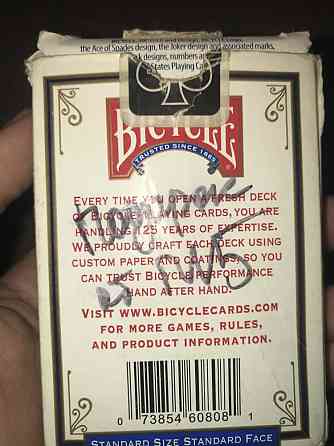 the Ace of Spades design, the Joker design and associated marks,
k designs, numbers a
States Playing Car
BICYCLE
TRUSTED SINCE 1885
EVERY TIME YOU OPEN A FRESH DECK
OF BICYCLE PLAYING CARDS, YOU ARE
HANDLING 125 YEARS OF EXPERTISE.
WE PROUDLY CRAFT EACH DECK USING
CUSTOM PAPER AND COATINGS, SO YOU
CAN TRUST BICYCLE PERFORMANCE
HAND AFTER HAND.
VISIT WWW.BICYCLECARDS.COM
FOR MORE GAMES, RULES,
AND PRODUCT INFORMATION.
0 73854 60808 1
STANDARD SIZE STANDARD FACE